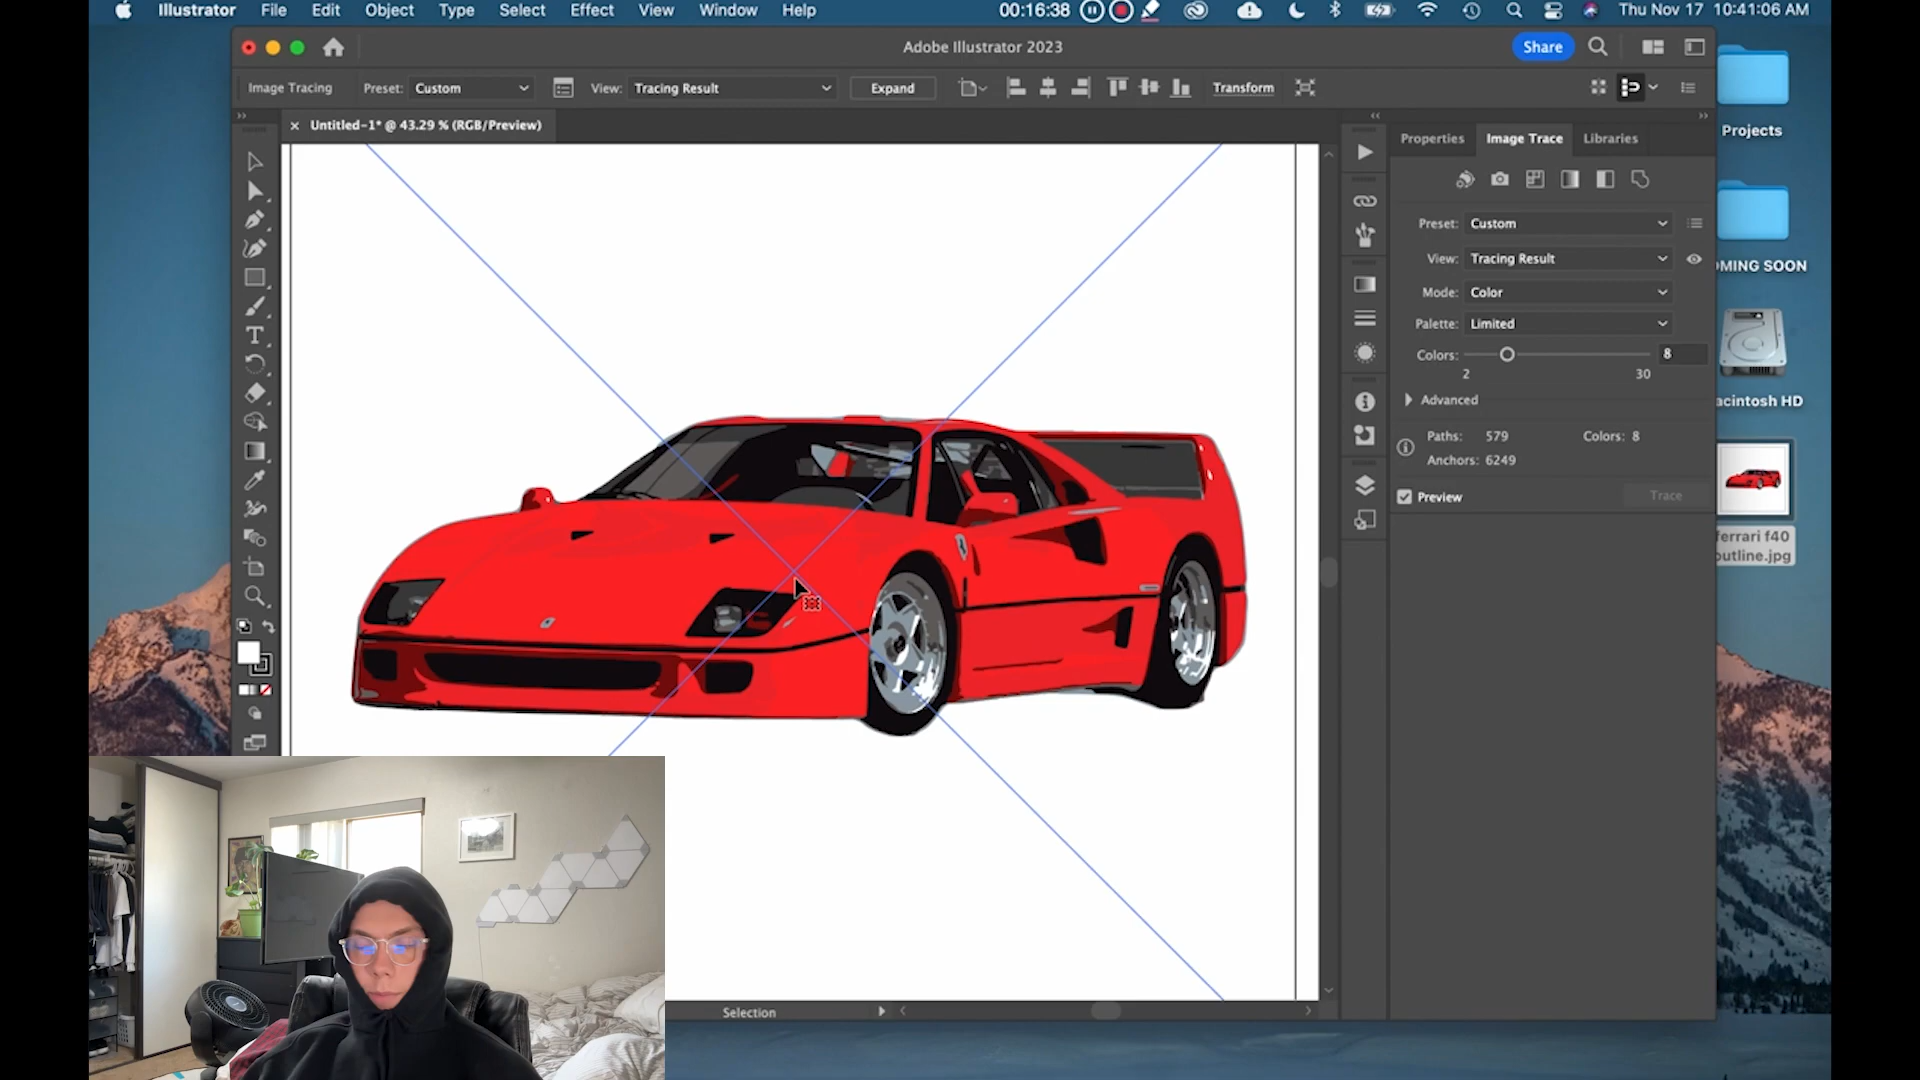 Illustrator File Edit Object Type Select Effect View Window Help 00:16:38 Thu Nov 17 10:41:06 AM
Adobe Illustrator 2023 Share
Image Tracing Preset: Custom View: Tracing Result Expand Transform
Untitled-1* @ 43.29 % (RGB/Preview)
Properties Image Trace Libraries
Preset: Custom
View: Tracing Result
Mode: Color
Palette: Limited
Colors: 8
2 30
Advanced
Paths: 579 Colors: 8
Anchors: 6249
Preview Trace
Projects
OMING SOON
acintosh HD
ferrari f40
outline.jpg
Selection